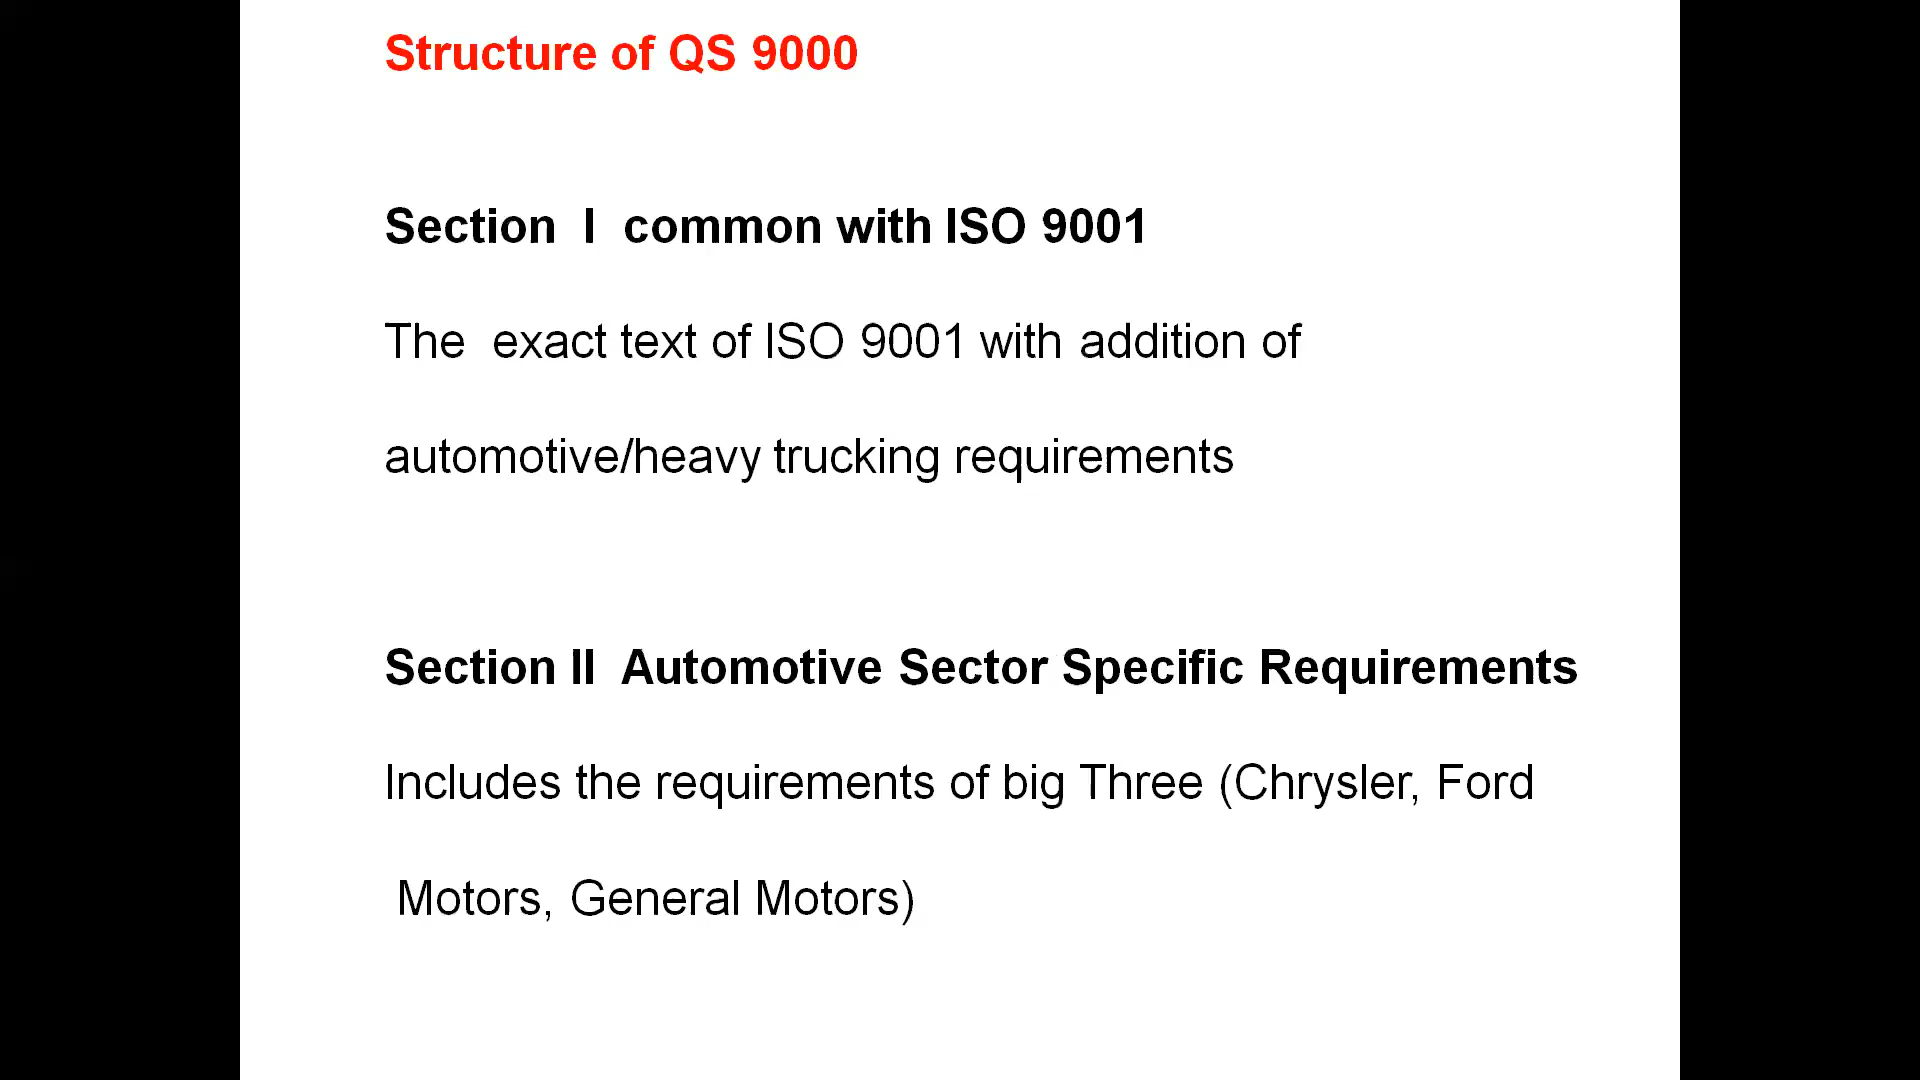 Structure of QS 9000
Section  I  common with ISO 9001
The  exact text of ISO 9001 with addition of
automotive/heavy trucking requirements
Section II  Automotive Sector Specific Requirements
Includes the requirements of big Three (Chrysler, Ford
Motors, General Motors)